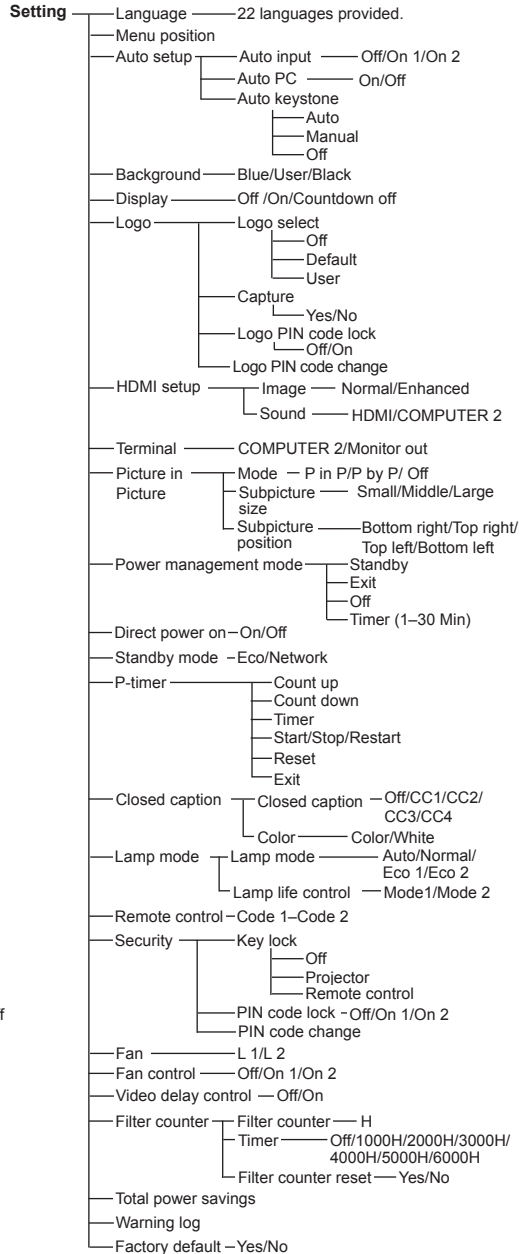 Setting Language 22 languages provided.
Menu position
Auto setup Auto input Off/On 1/On 2
Auto PC On/Off
Auto keystone
Auto
Manual
Off
Background Blue/User/Black
Display Off /On/Countdown off
Logo Logo select
Off
Default
User
Capture
Yes/No
Logo PIN code lock
Off/On
Logo PIN code change
HDMI setup Image Normal/Enhanced
Sound HDMI/COMPUTER 2
Terminal COMPUTER 2/Monitor out
Picture in Mode P in P/P by P/ Off
Picture Subpicture Small/Middle/Large
size
Subpicture Bottom right/Top right/
position Top left/Bottom left
Power management mode Standby
Exit
Off
Timer (1–30 Min)
Direct power on On/Off
Standby mode Eco/Network
P-timer Count up
Count down
Timer
Start/Stop/Restart
Reset
Exit
Closed caption Closed caption Off/CC1/CC2/
CC3/CC4
Color Color/White
Lamp mode Lamp mode Auto/Normal/
Eco 1/Eco 2
Lamp life control Mode1/Mode 2
Remote control Code 1–Code 2
Security Key lock
Off
Projector
Remote control
f PIN code lock Off/On 1/On 2
PIN code change
Fan L 1/L 2
Fan control Off/On 1/On 2
Video delay control Off/On
Filter counter Filter counter H
Timer Off/1000H/2000H/3000H/
4000H/5000H/6000H
Filter counter reset Yes/No
Total power savings
Warning log
Factory default Yes/No